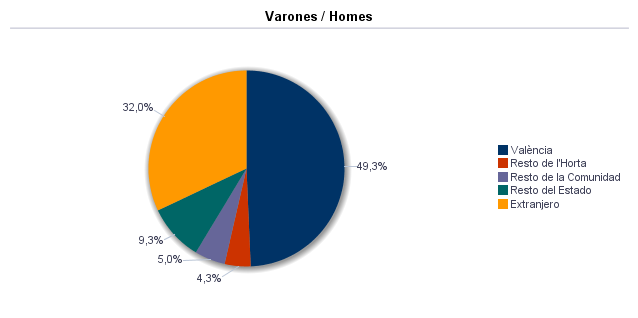 Varones / Homes
32,0%
49,3%
9,3%
5,0%
4,3%
València
Resto de l'Horta
Resto de la Comunidad
Resto del Estado
Extranjero